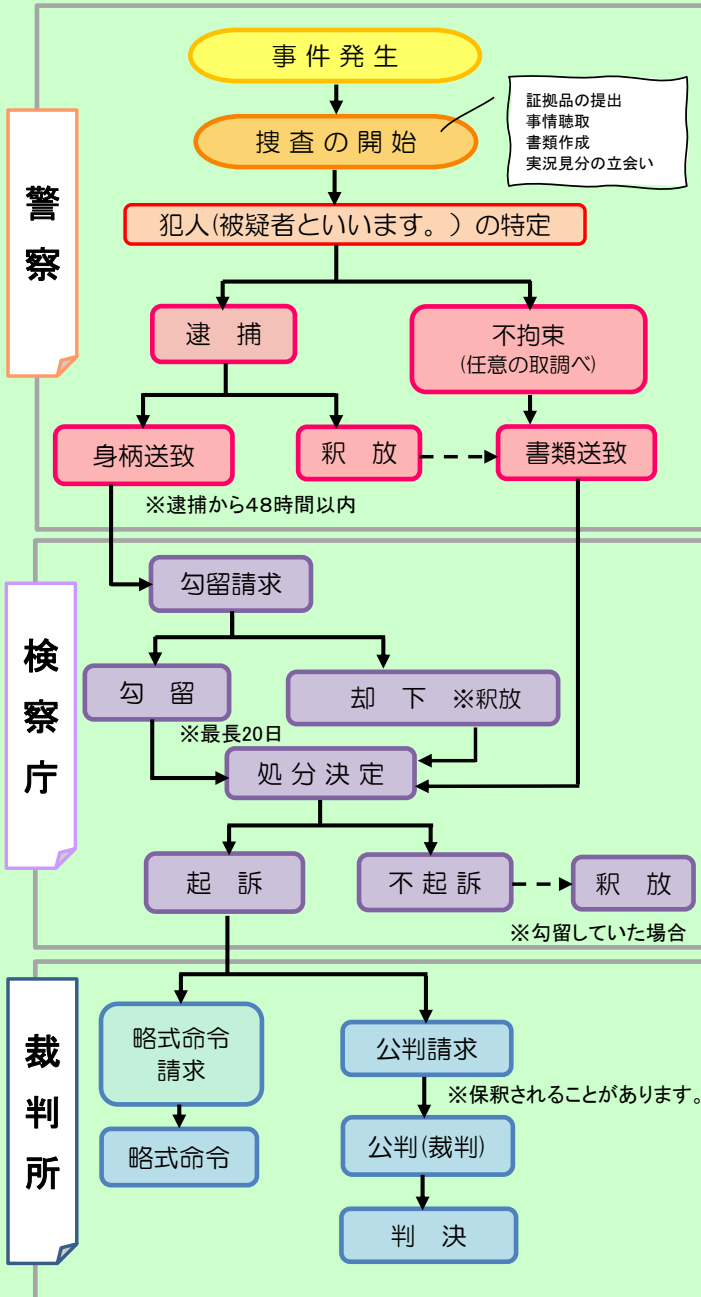 事件発生
捜査の開始
証拠品の提出
事情聴取
書類作成
実況見分の立会い
警察
犯人(被疑者といいます。)の特定
逮 捕
不拘束
(任意の取調べ)
身柄送致
釈 放
書類送致
※逮捕から48時間以内
検察庁
勾留請求
勾 留
却 下 ※釈放
※最長20日
処分決定
起 訴
不起訴
釈 放
※勾留していた場合
裁判所
略式命令
請求
公判請求
※保釈されることがあります。
略式命令
公判(裁判)
判 決